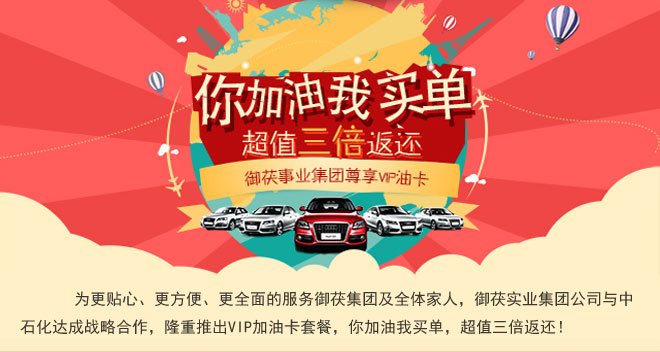 你加油我买单
超值三倍返还
御茯事业集团尊享VIP油卡
为更贴心、更方便、更全面的服务御茯集团及全体家人，御茯实业集团公司与中
石化达成战略合作，隆重推出VIP加油卡套餐，你加油我买单，超值三倍返还！